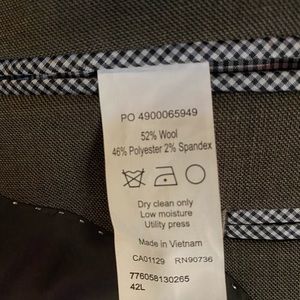 PO 4900065949
52% Wool
46% Polyester 2% Spandex
Dry clean only
Low moisture
Utility press
Made in Vietnam
CA01129 RN90736
776058130265
42L